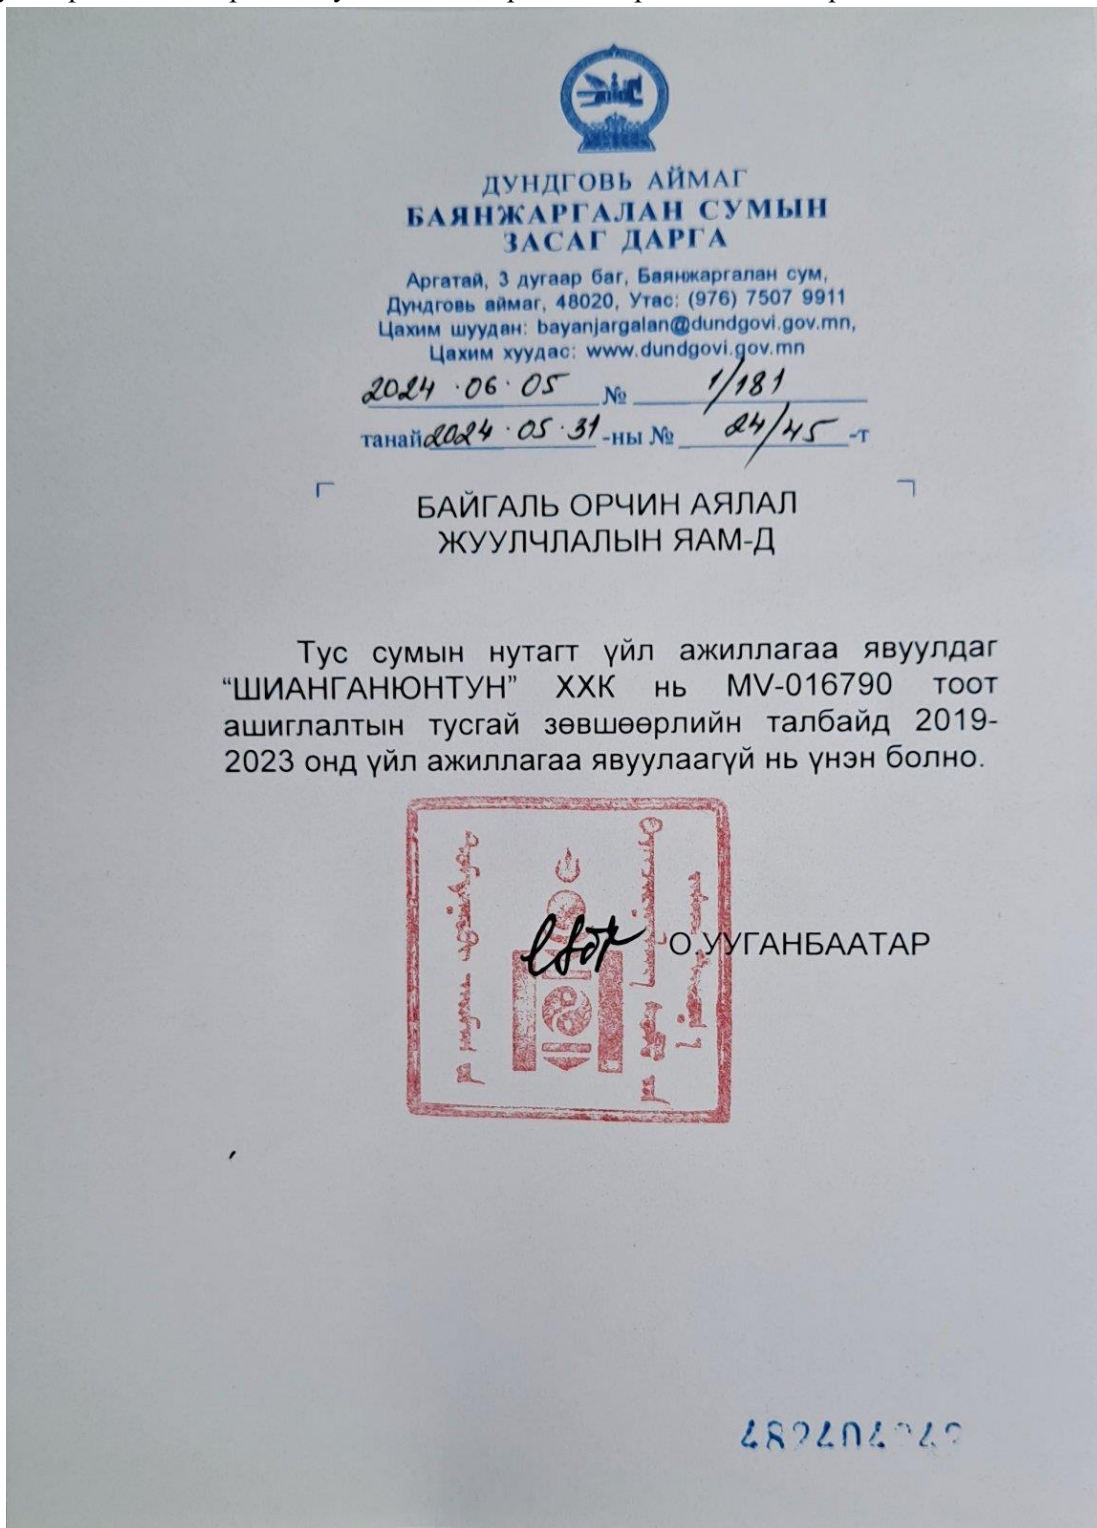 ДУНДГОВЬ АЙМАГ
БАЯНЖАРГАЛАН СУМЫН
ЗАСАГ ДАРГА
Аргатай, 3 дугаар баг, Баянжаргалан сум,
Дундговь аймаг, 48020, Утас: (976) 7507 9911
Цахим шуудан: bayanjargalan@dundgovi.gov.mn,
Цахим хуудас: www.dundgovi.gov.mn
2024.06.05 № 1/181
танай 2024.05.31 -ны № 24/45 -т
БАЙГАЛЬ ОРЧИН АЯЛАЛ
ЖУУЛЧЛАЛЫН ЯАМ-Д
Тус сумын нутагт үйл ажиллагаа явуулдаг
“ШИАНГАНЮНТУН” ХХК нь MV-016790 тоот
ашиглалтын тусгай зөвшөөрлийн талбайд 2019-
2023 онд үйл ажиллагаа явуулаагүй нь үнэн болно.
О.УУГАНБААТАР